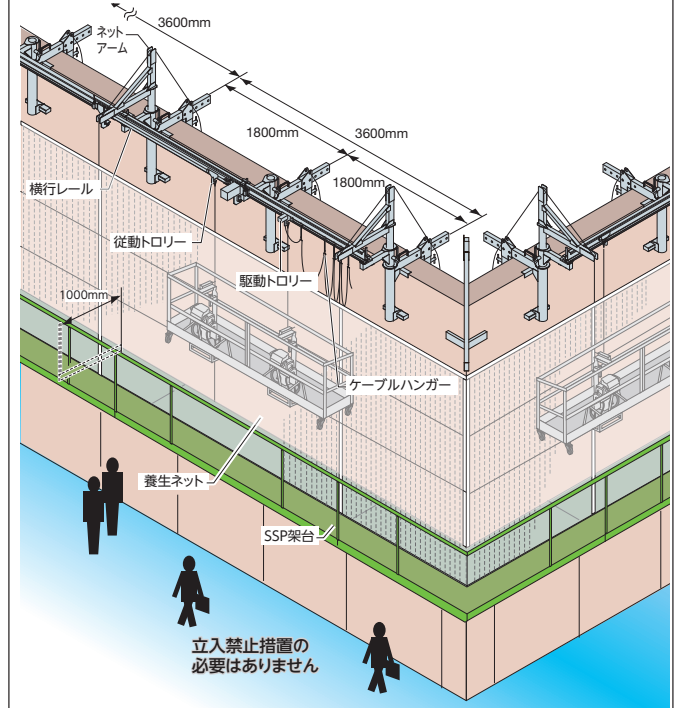 3600mm
ネット
アーム
1800mm
3600mm
1800mm
横行レール
従動トロリー
駆動トロリー
1000mm
ケーブルハンガー
養生ネット
SSP架台
立入禁止措置の
必要はありません